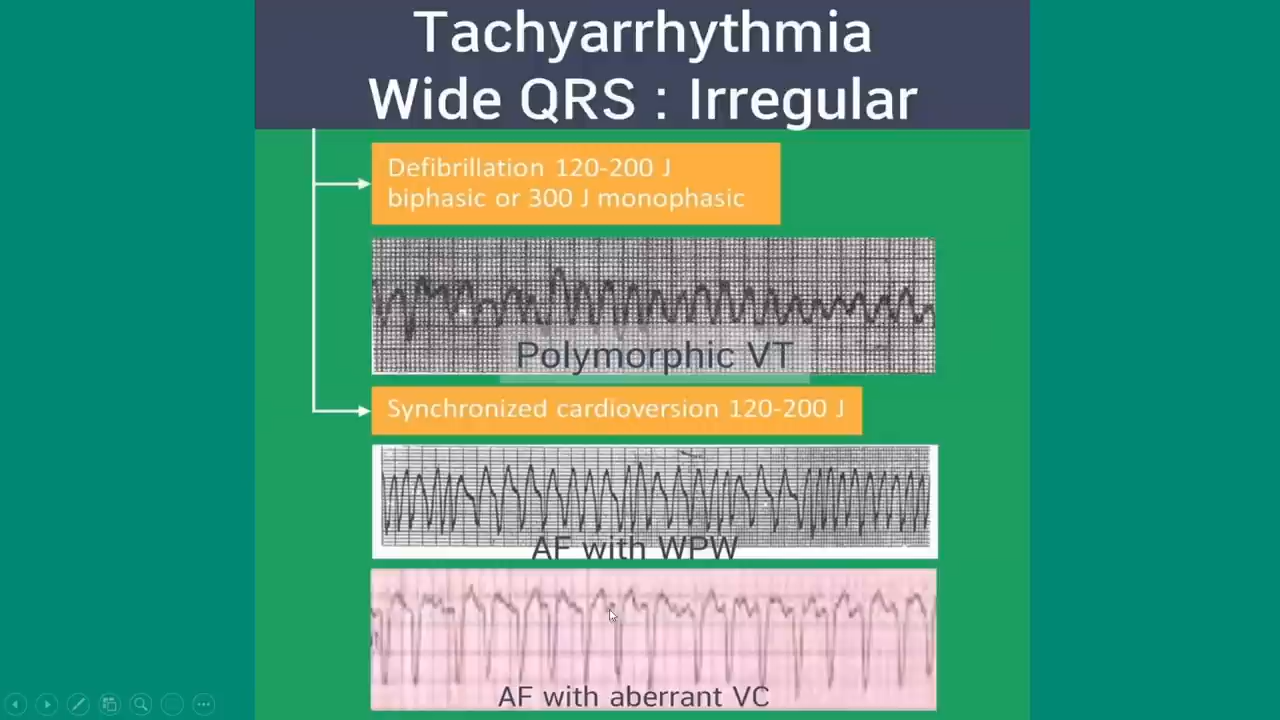 Tachyarrhythmia
Wide QRS : Irregular
Defibrillation 120-200 J
biphasic or 300 J monophasic
Polymorphic VT
Synchronized cardioversion 120-200 J
AF with WPW
AF with aberrant VC